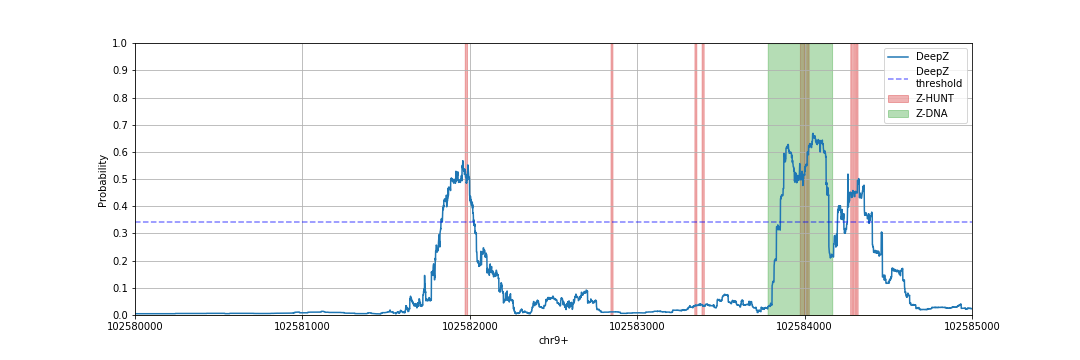 1.0
0.9
0.8
0.7
0.6
0.5
0.4
0.3
0.2
0.1
0.0
Probability
DeepZ
DeepZ
threshold
Z-HUNT
Z-DNA
102580000
102581000
102582000
102583000
102584000
102585000
chr9+